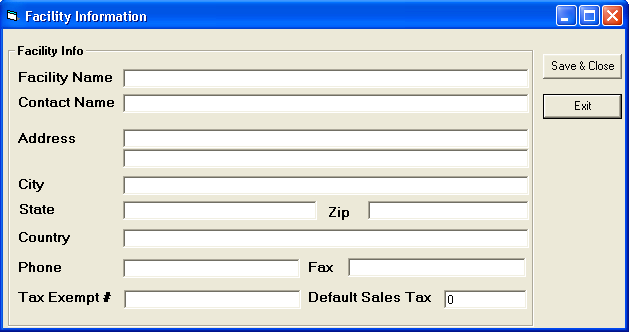 Facility Information
Facility Info
Facility Name
Contact Name
Address
City
State Zip
Country
Phone Fax
Tax Exempt # Default Sales Tax 0
Save & Close
Exit